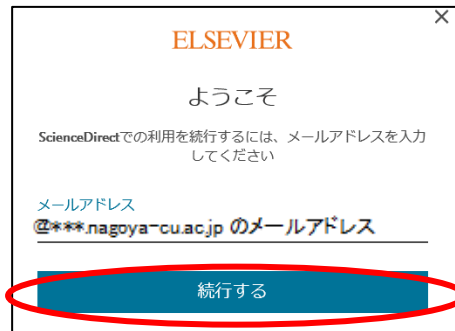 ELSEVIER
ようこそ
ScienceDirectでの利用を続行するには、メールアドレスを入力
してください
メールアドレス
@***.nagoya-cu.ac.jp のメールアドレス
続行する